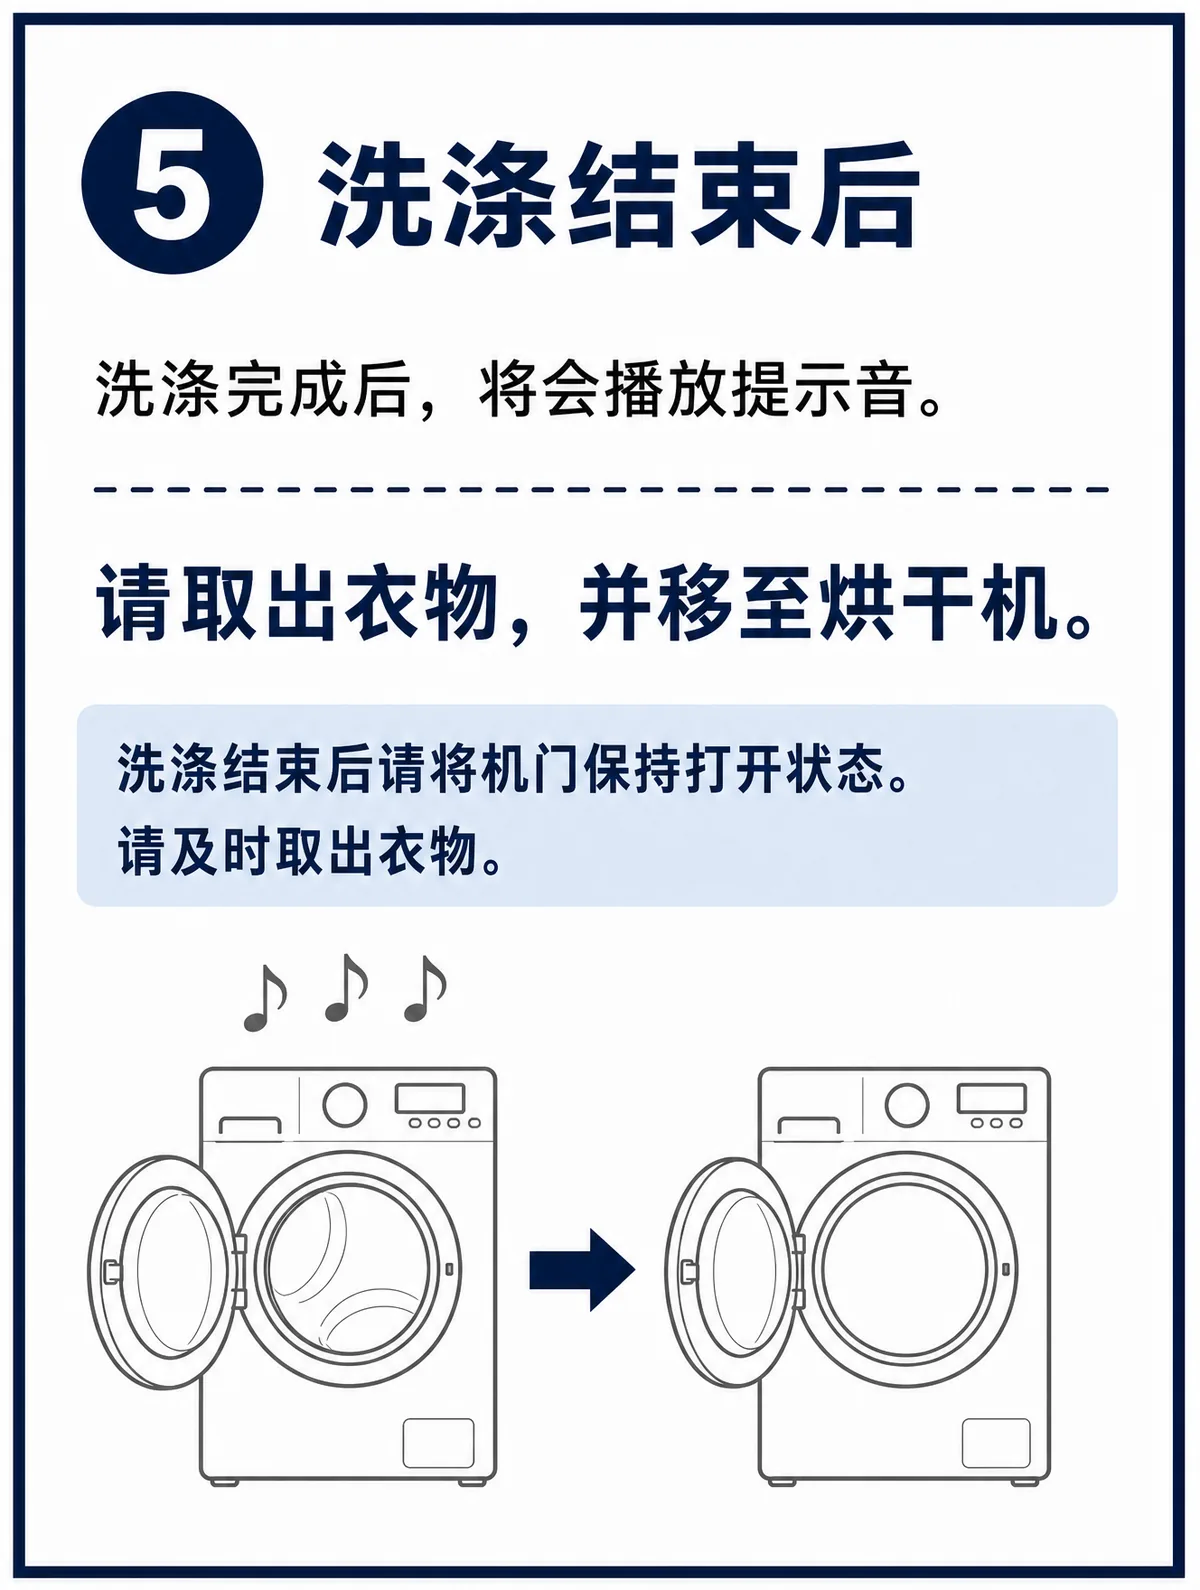 5 洗涤结束后
洗涤完成后，将会播放提示音。
请取出衣物，并移至烘干机。
洗涤结束后请将机门保持打开状态。
请及时取出衣物。